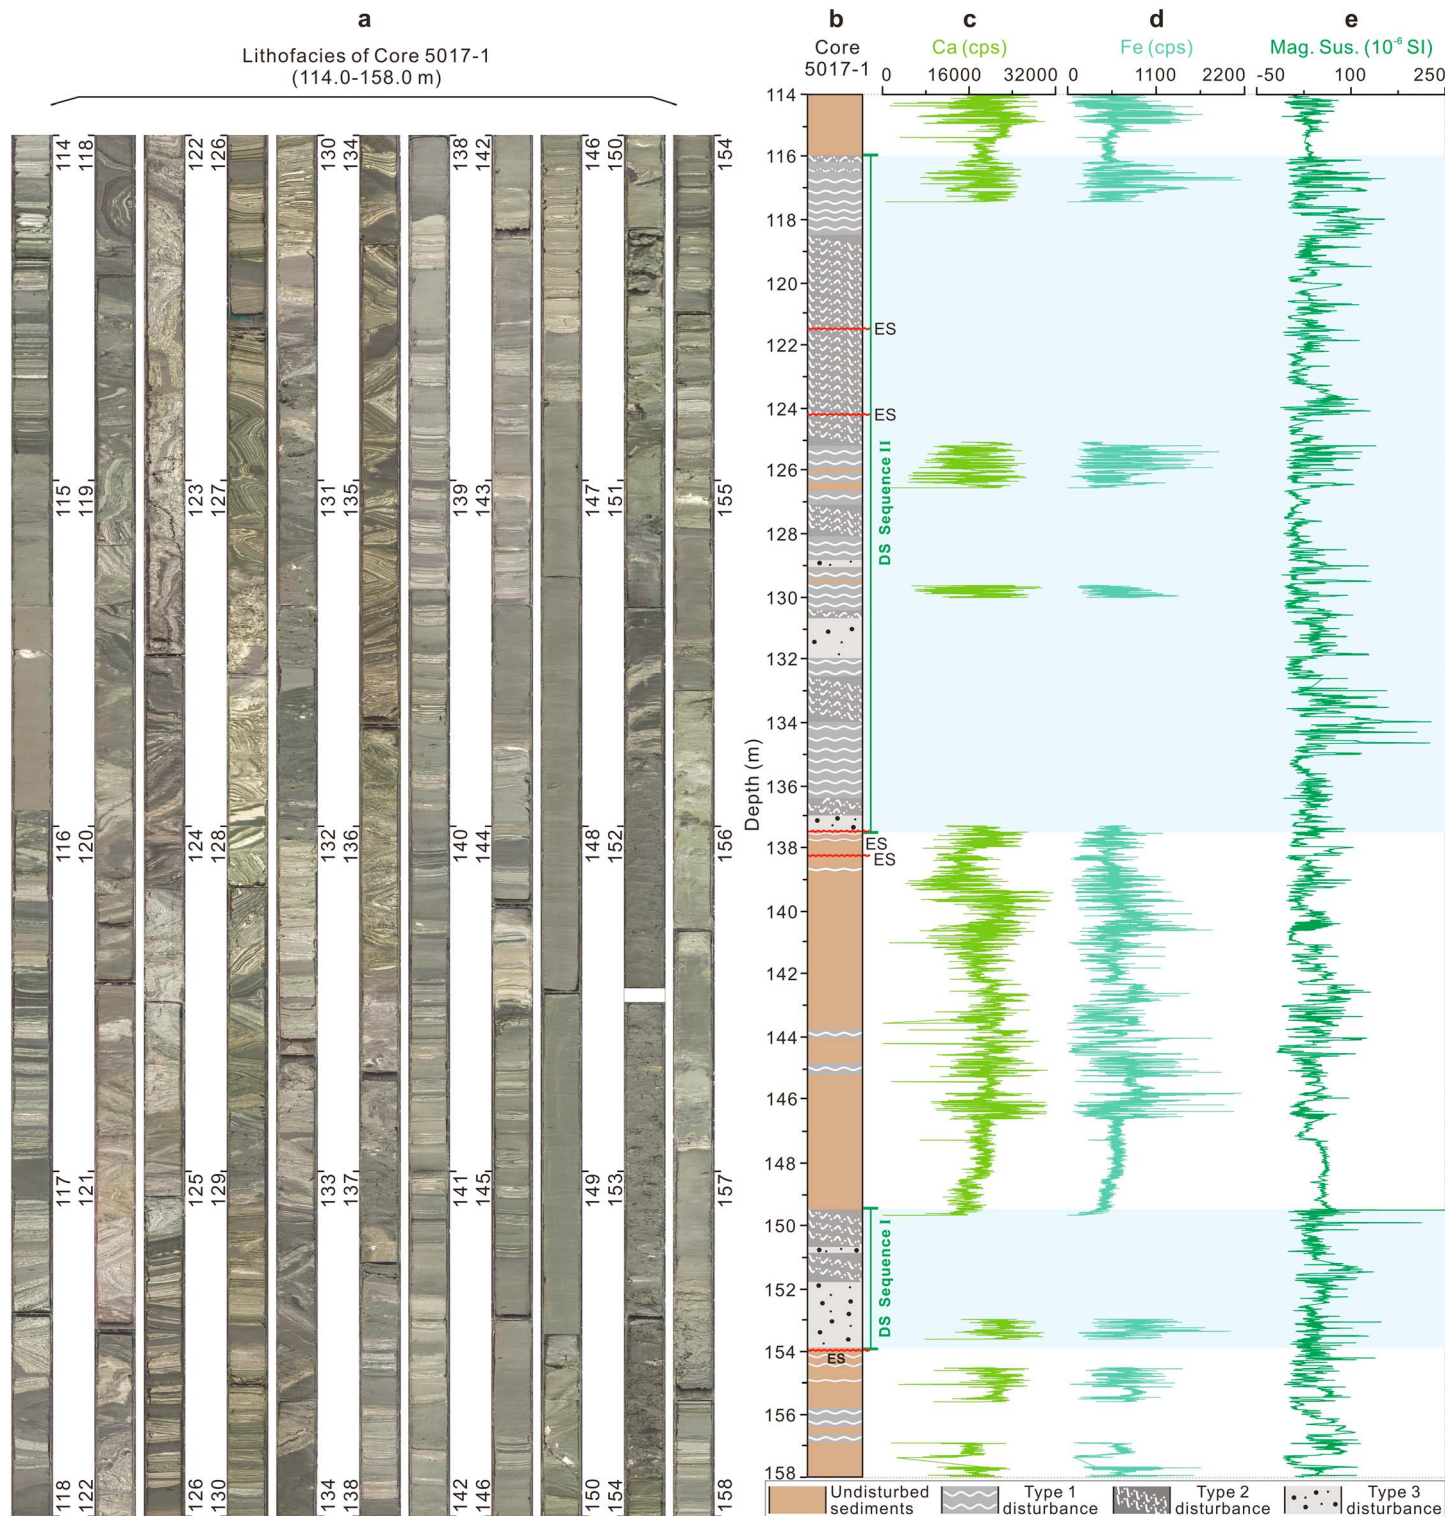 a
Lithofacies of Core 5017-1
(114.0-158.0 m)
b
Core
5017-1
c
Ca (cps)
0 16000 32000
d
Fe (cps)
0 1100 2200
e
Mag. Sus. (10⁻⁶ SI)
-50 100 250
114 118 122 126 130 134 138 142 146 150 154
115 119 123 127 131 135 139 143 147 151 155
116 120 124 128 132 136 140 144 148 152 156
117 121 125 129 133 137 141 145 149 153 157
118 122 126 130 134 138 142 146 150 154 158
Depth (m)
114
116
118
120
122
124
126
128
130
132
134
136
138
140
142
144
146
148
150
152
154
156
158
ES
ES
DS Sequence II
ES
ES
DS Sequence I
ES
Undisturbed
sediments
Type 1
disturbance
Type 2
disturbance
Type 3
disturbance